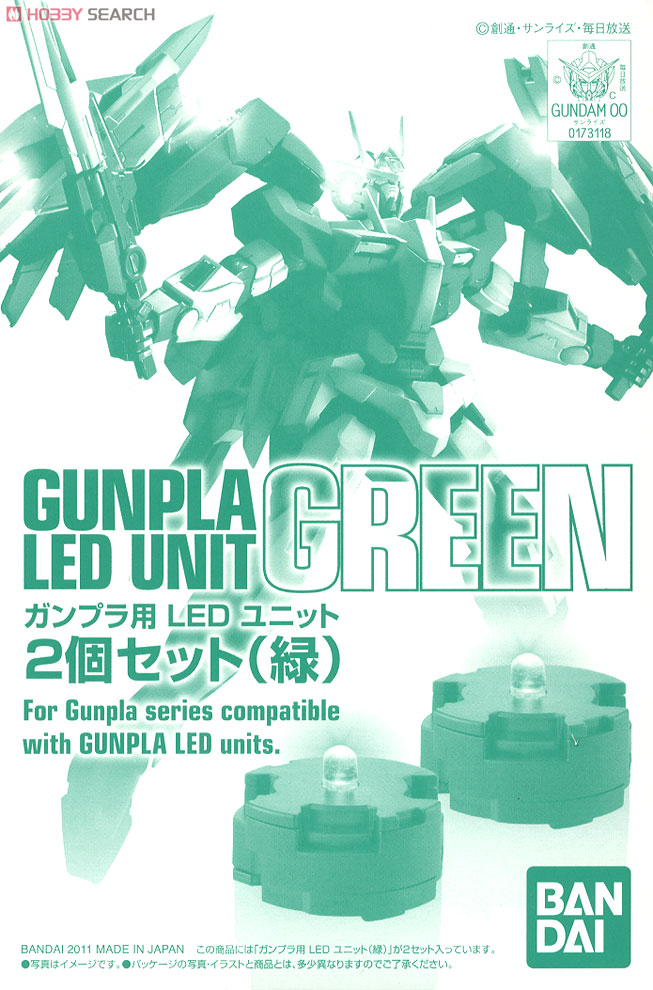 HOBBY SEARCH
©創通・サンライズ・毎日放送
創通
© 毎日放送
C
GUNDAM 00
サンライズ
0173118
GUNPLA
LED UNIT
GREEN
ガンプラ用 LED ユニット
2個セット(緑)
For Gunpla series compatible
with GUNPLA LED units.
BAN
DAI
BANDAI 2011 MADE IN JAPAN この商品には「ガンプラ用 LED ユニット(緑)」が2セット入っています。
●写真はイメージです。●パッケージの写真・イラストと商品とは、多少異なりますのでご了承ください。